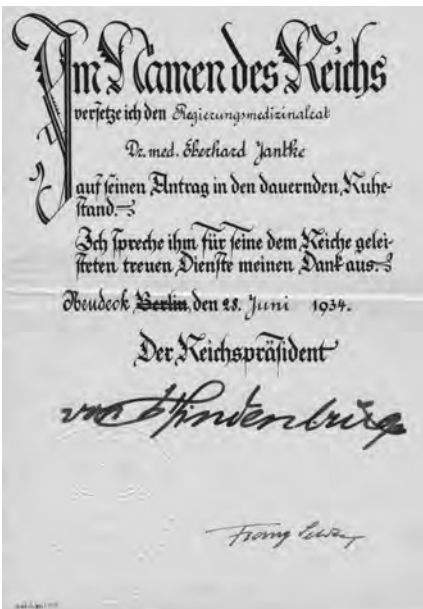 Im Namen des Reichs
versetze ich den Regierungsmedizinalrat
Dr. med. Eberhard Jantke
auf seinen Antrag in den dauernden Ruhe-
stand.
Ich spreche ihm für seine dem Reiche gelei-
steten treuen Dienste meinen Dank aus.
Neudeck Berlin, den 28. Juni 1934.
Der Reichspräsident
von Hindenburg
Franz